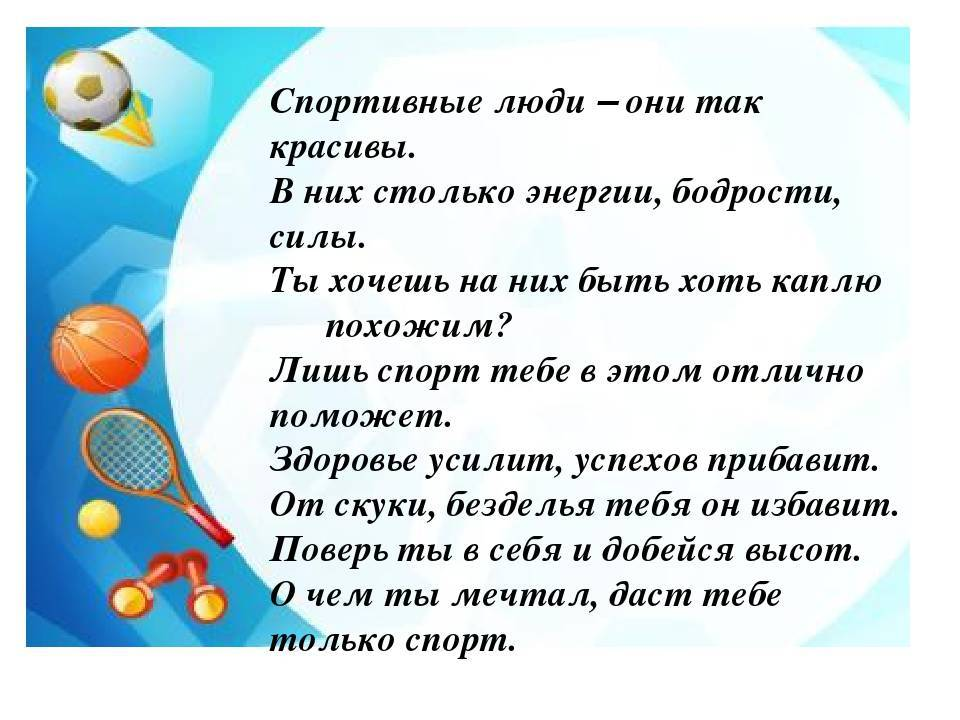 Спортивные люди – они так
красивы.
В них столько энергии, бодрости,
силы.
Ты хочешь на них быть хоть каплю
похожим?
Лишь спорт тебе в этом отлично
поможет.
Здоровье усилит, успехов прибавит.
От скуки, безделья тебя он избавит.
Поверь ты в себя и добейся высот.
О чем ты мечтал, даст тебе
только спорт.